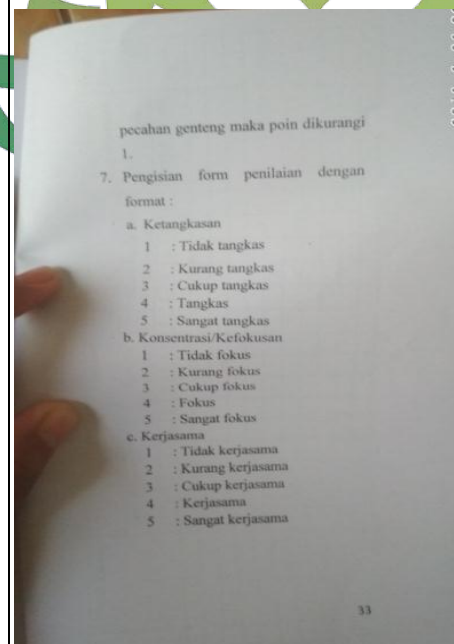 pecahan genteng maka poin dikurangi
1.
7. Pengisian form penilaian dengan
format :
a. Ketangkasan
1 : Tidak tangkas
2 : Kurang tangkas
3 : Cukup tangkas
4 : Tangkas
5 : Sangat tangkas
b. Konsentrasi/Kefokusan
1 : Tidak fokus
2 : Kurang fokus
3 : Cukup fokus
4 : Fokus
5 : Sangat fokus
c. Kerjasama
1 : Tidak kerjasama
2 : Kurang kerjasama
3 : Cukup kerjasama
4 : Kerjasama
5 : Sangat kerjasama
33